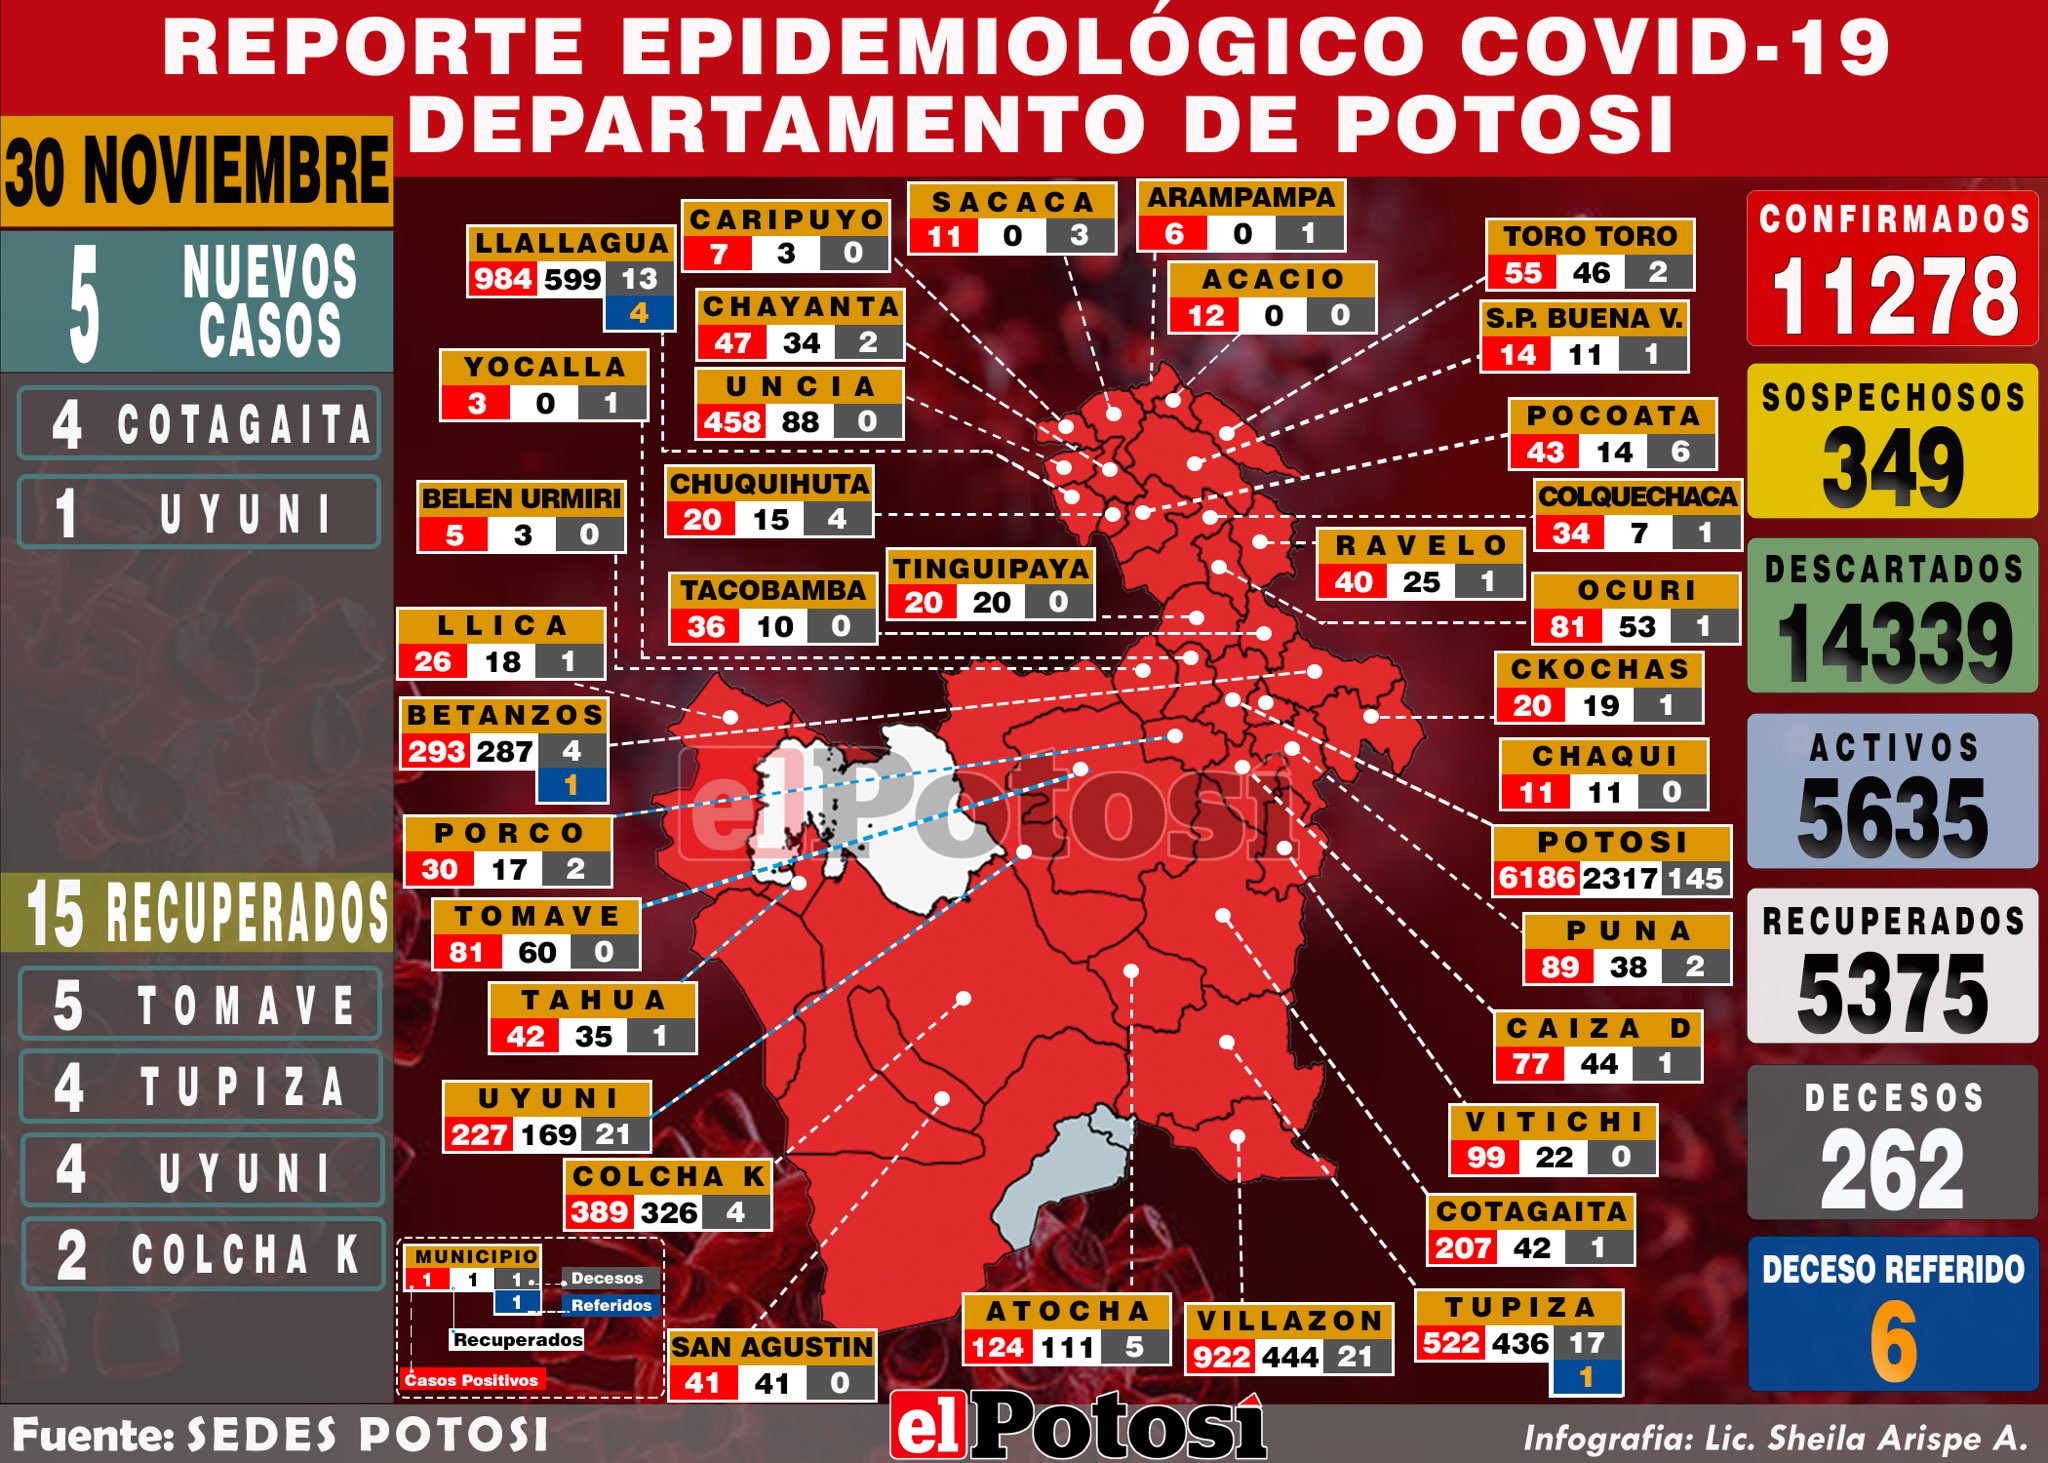 REPORTE EPIDEMIOLÓGICO COVID-19
DEPARTAMENTO DE POTOSI
30 NOVIEMBRE
5 NUEVOS
CASOS
4 COTAGAITA
1 UYUNI
15 RECUPERADOS
5 TOMAVE
4 TUPIZA
4 UYUNI
2 COLCHA K
LLALLAGUA
984 599 13
4
CARIPUYO
7 3 0
SACACA
11 0 3
ARAMPAMPA
6 0 1
ACACIO
12 0 0
TORO TORO
55 46 2
CHAYANTA
47 34 2
S.P. BUENA V.
14 11 1
YOCALLA
3 0 1
UNCIA
458 88 0
POCOATA
43 14 6
BELEN URMIRI
5 3 0
CHUQUIHUTA
20 15 4
COLQUECHACA
34 7 1
RAVELO
40 25 1
TINGUIPAYA
20 20 0
TACOBAMBA
36 10 0
OCURI
81 53 1
LLICA
26 18 1
CKOCHAS
20 19 1
BETANZOS
293 287 4
1
CHAQUI
11 11 0
PORCO
30 17 2
POTOSI
6186 2317 145
TOMAVE
81 60 0
PUNA
89 38 2
TAHUA
42 35 1
CAIZA D
77 44 1
UYUNI
227 169 21
VITICHI
99 22 0
COLCHA K
389 326 4
COTAGAITA
207 42 1
SAN AGUSTIN
41 41 0
ATOCHA
124 111 5
VILLAZON
922 444 21
TUPIZA
522 436 17
1
el Potosí
MUNICIPIO
1 1 1 Decesos
1 Referidos
Recuperados
Casos Positivos
CONFIRMADOS
11278
SOSPECHOSOS
349
DESCARTADOS
14339
ACTIVOS
5635
RECUPERADOS
5375
DECESOS
262
DECESO REFERIDO
6
Fuente: SEDES POTOSI
el Potosí
Infografia: Lic. Sheila Arispe A.